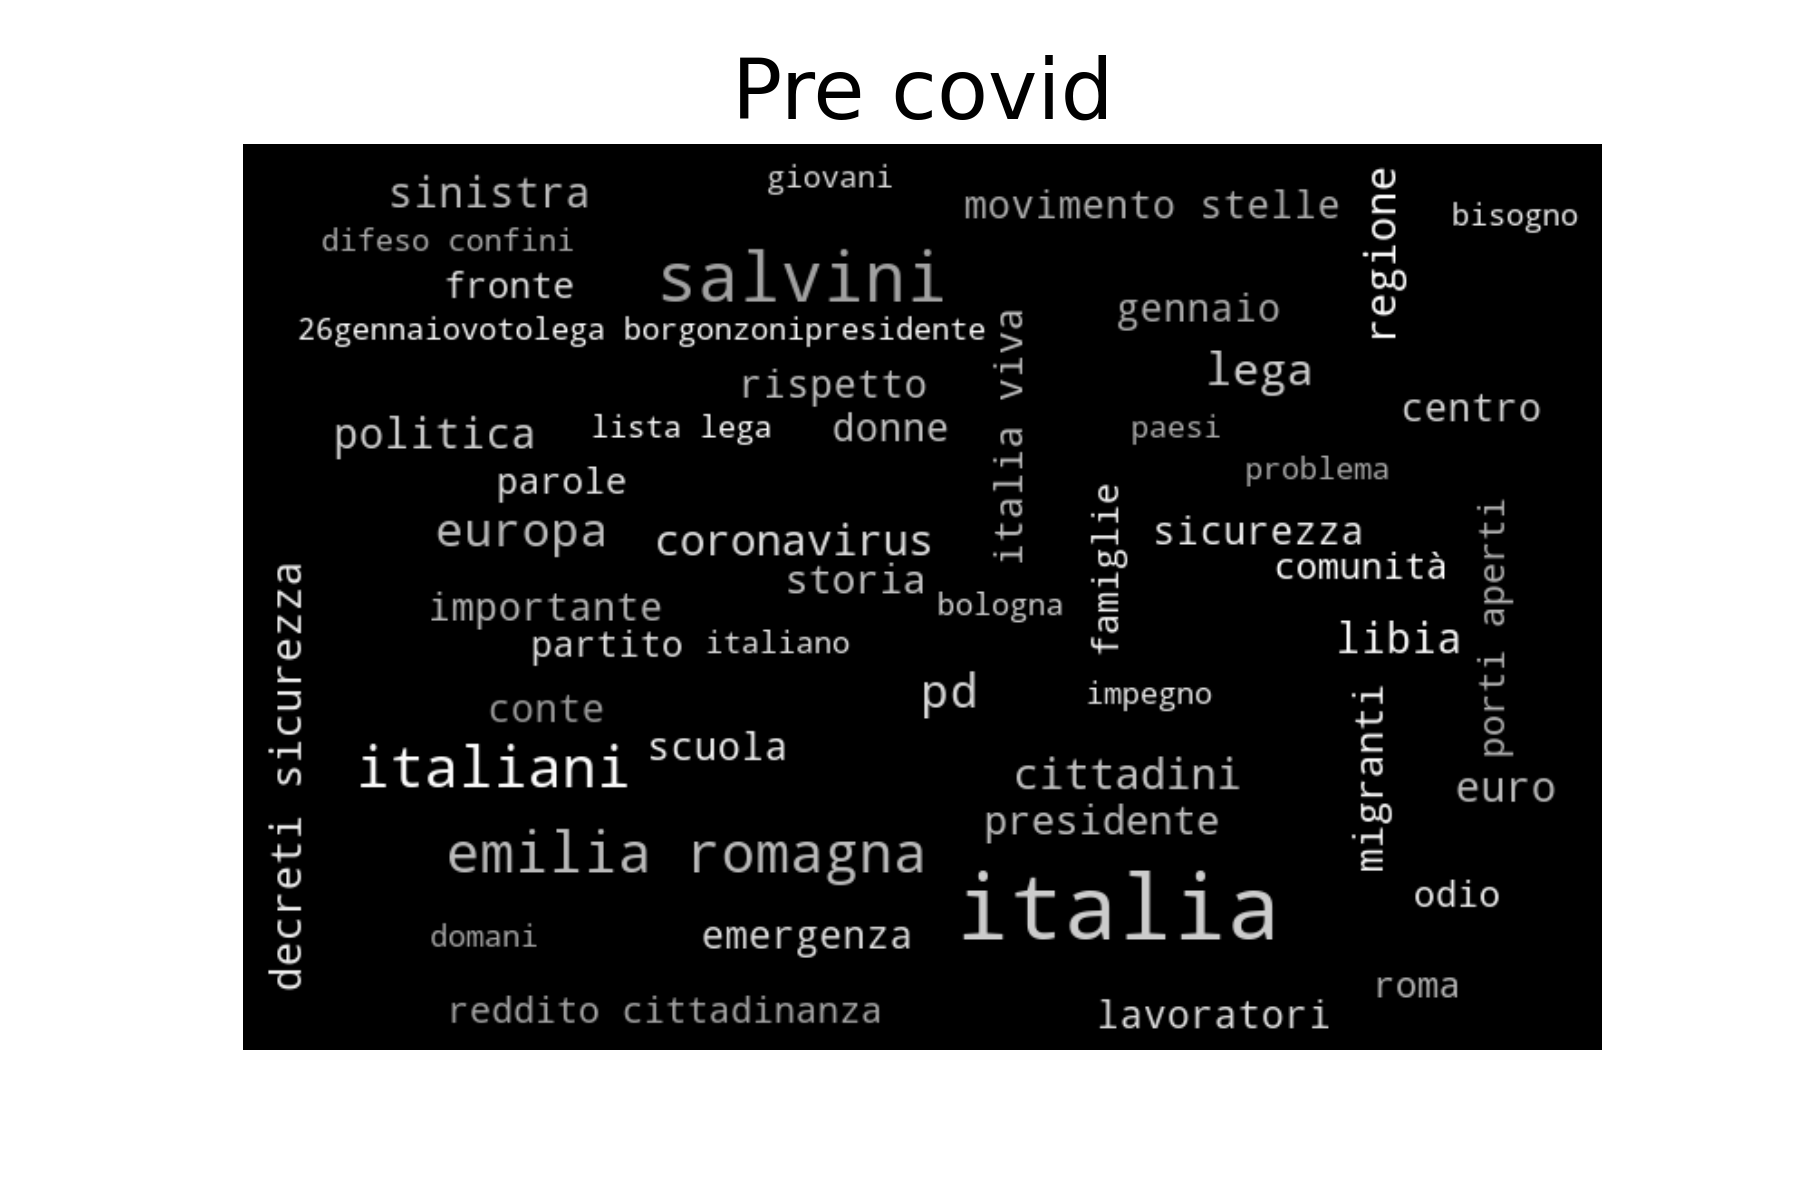 Pre covid
sinistra
giovani
movimento stelle
regione
bisogno
difeso confini
fronte
salvini
gennaio
26gennaiovotolega borgonzonipresidente
italia viva
rispetto
lega
centro
politica
lista lega
donne
paesi
parole
problema
europa
coronavirus
famiglie
sicurezza
porti aperti
comunità
storia
importante
bologna
decreti sicurezza
partito
italiano
libia
conte
pd
impegno
migranti
italiani
scuola
cittadini
euro
presidente
emilia romagna
italia
odio
domani
emergenza
roma
reddito cittadinanza
lavoratori